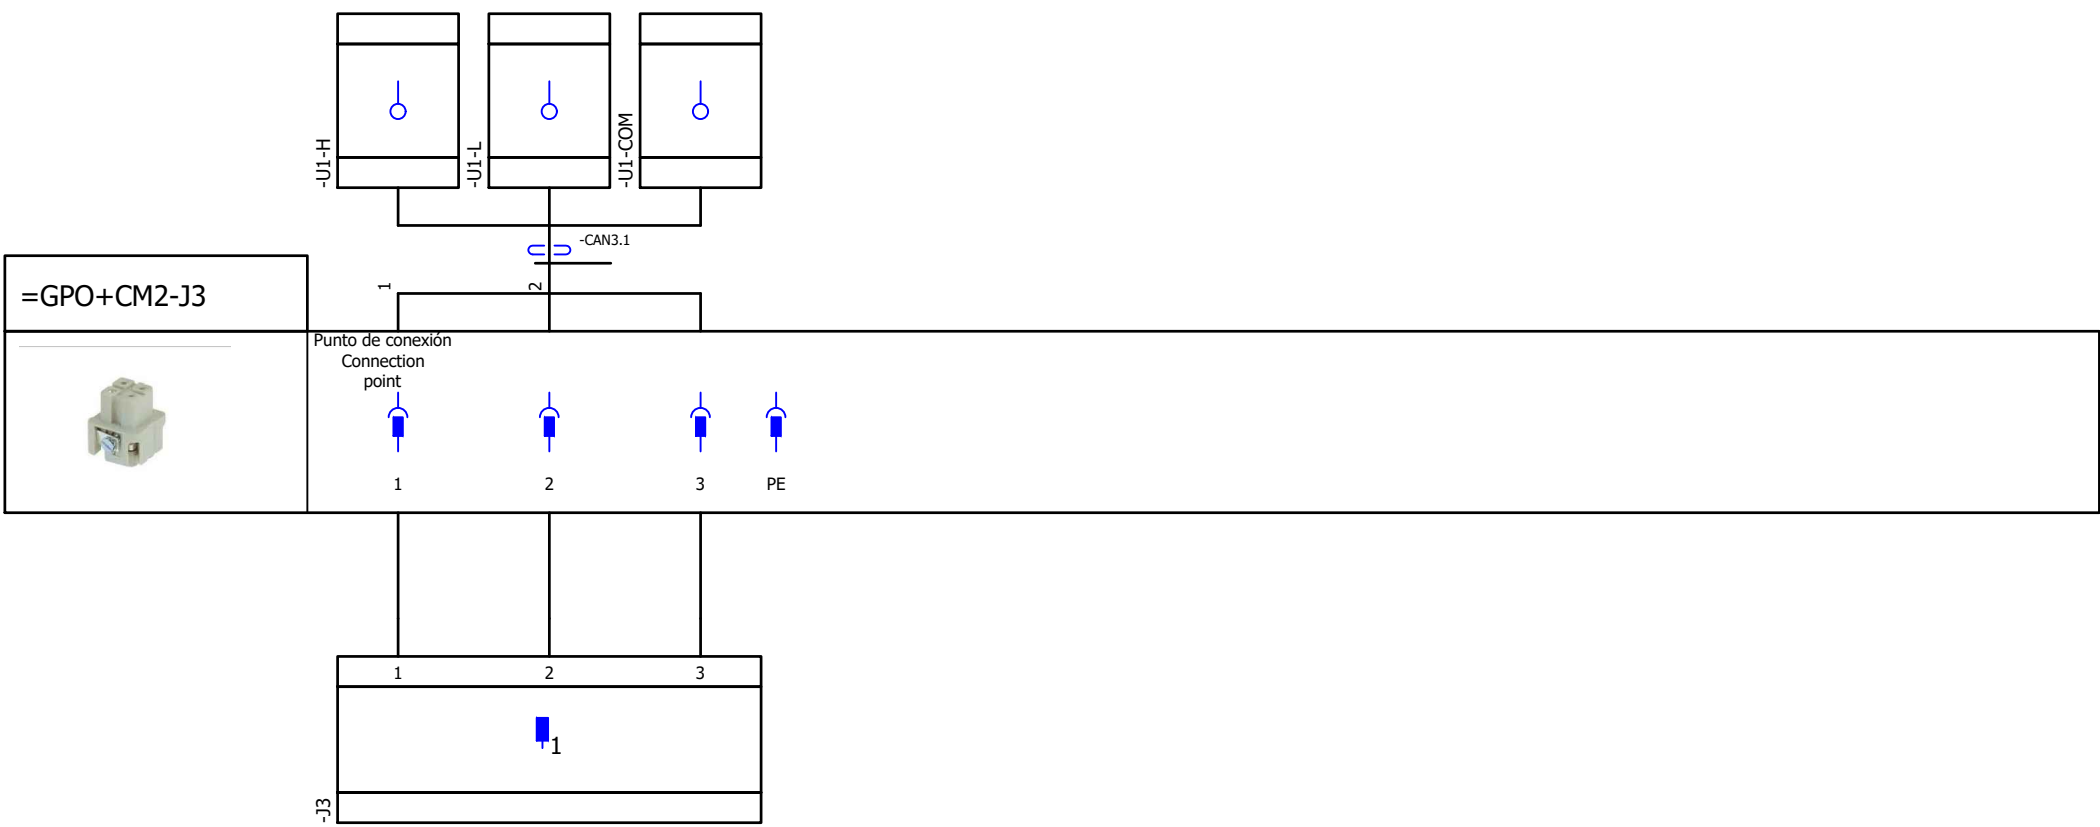 -U1-H
-U1-L
-U1-COM
-CAN3.1
=GPO+CM2-J3
1
2
Punto de conexión
Connection
point
1
2
3
PE
1
2
3
1
-J3